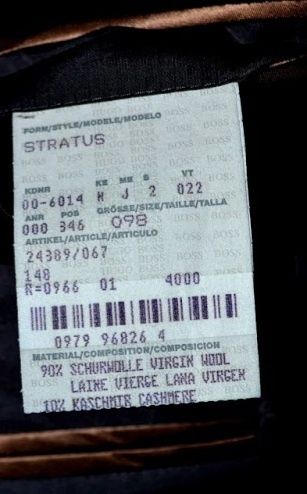 FORM/STYLE/MODELE/MODELO
STRATUS
KDNR KE ME S VT
00-6014 H J 2 022
ANR POS GRÖSSE/SIZE/TAILLE/TALLA
000 346 098
ARTIKEL/ARTICLE/ARTICULO
24389/067
148
R=0966 01 4000
0979 96826 4
MATERIAL/COMPOSITION/COMPOSICION
90% SCHURWOLLE VIRGIN WOOL
LAINE VIERGE LANA VIRGEN
10% KASCHMIR CASHMERE